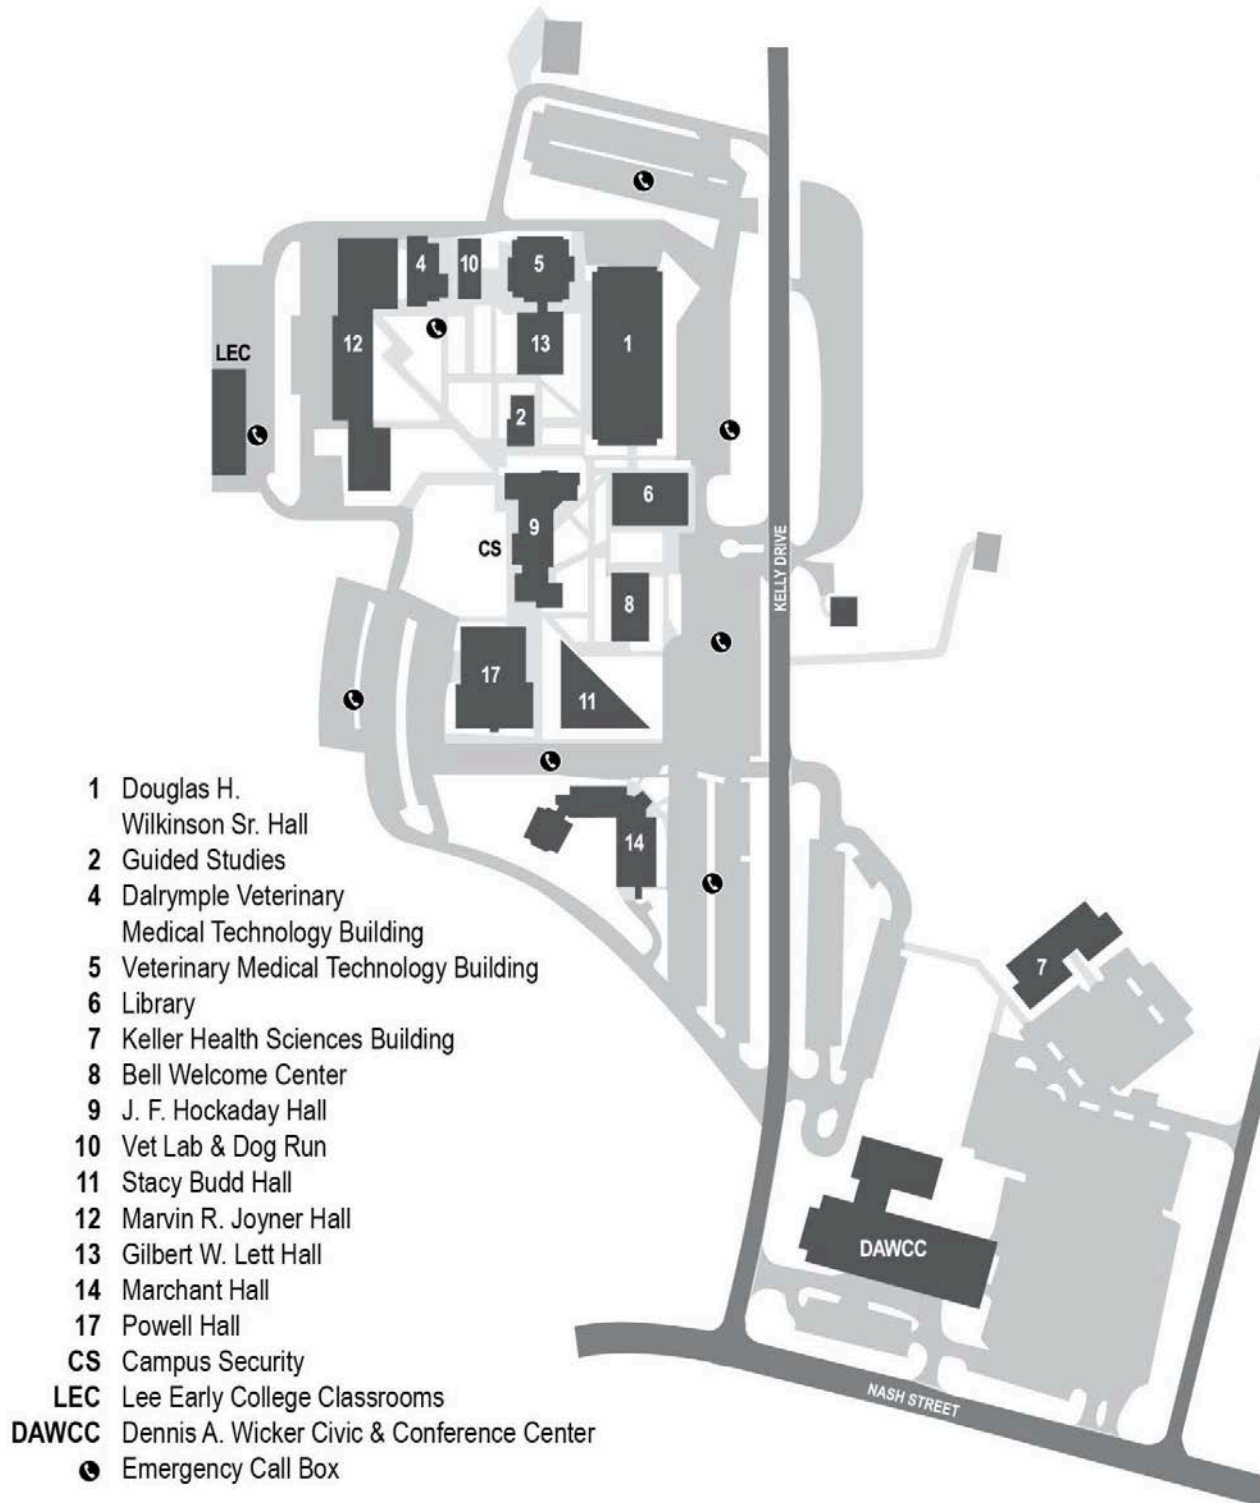 4
10
5
LEC
12
13
1
2
6
9
CS
KELLY DRIVE
8
17
11
14
7
DAWCC
NASH STREET
1 Douglas H.
Wilkinson Sr. Hall
2 Guided Studies
4 Dalrymple Veterinary
Medical Technology Building
5 Veterinary Medical Technology Building
6 Library
7 Keller Health Sciences Building
8 Bell Welcome Center
9 J. F. Hockaday Hall
10 Vet Lab & Dog Run
11 Stacy Budd Hall
12 Marvin R. Joyner Hall
13 Gilbert W. Lett Hall
14 Marchant Hall
17 Powell Hall
CS Campus Security
LEC Lee Early College Classrooms
DAWCC Dennis A. Wicker Civic & Conference Center
Emergency Call Box